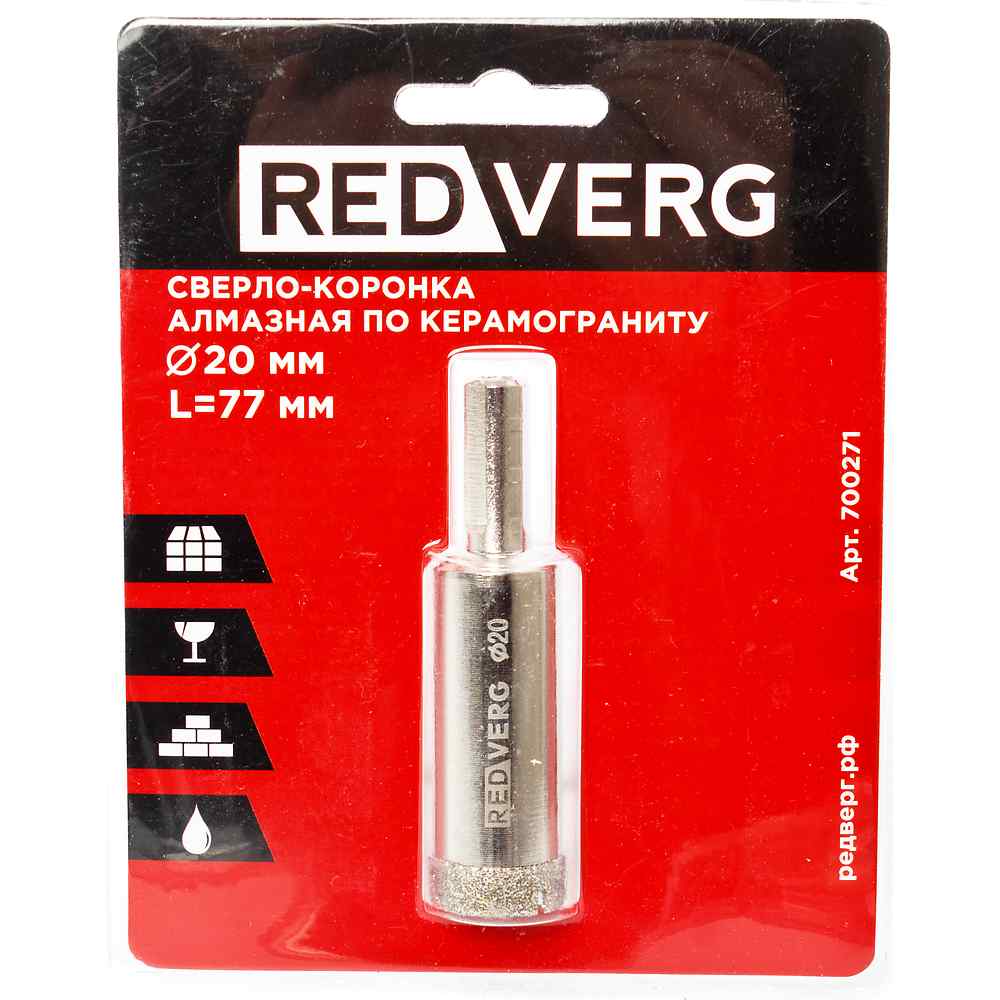 REDVERG
СВЕРЛО-КОРОНКА
АЛМАЗНАЯ ПО КЕРАМОГРАНИТУ
⌀20 мм
L=77 мм
Арт. 700271
REDVERG ⌀20
редверг.рф